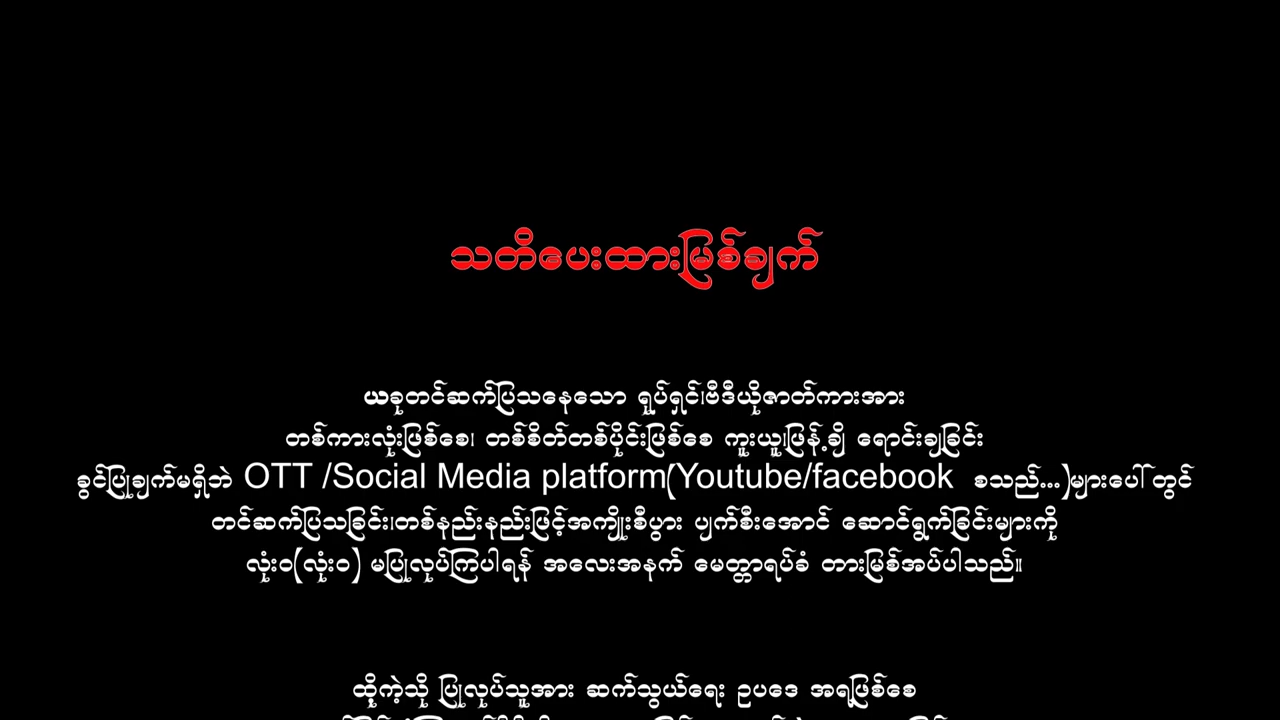 သတိပေးထားမြစ်ချက်
ယခုတင်ဆက်ပြသနေသော ရုပ်ရှင်၊ဗီဒီယိုဇာတ်ကားအား
တစ်ကားလုံးဖြစ်စေ၊ တစ်စိတ်တစ်ပိုင်းဖြစ်စေ ကူးယူ၊ဖြန့်ချိ ရောင်းချခြင်း
ခွင်ပြုချက်မရှိဘဲ OTT /Social Media platform(Youtube/facebook စသည်...)များပေါ်တွင်
တင်ဆက်ပြသခြင်း၊တစ်နည်းနည်းဖြင့်အကျိုးစီပွား ပျက်စီးအောင် ဆောင်ရွက်ခြင်းများကို
လုံးဝ(လုံးဝ) မပြုလုပ်ကြပါရန် အလေးအနက် မေတ္တာရပ်ခံ တားမြစ်အပ်ပါသည်။
ထိုကဲ့သို့ ပြုလုပ်သူအား ဆက်သွယ်ရေး ဥပဒေ အရဖြစ်စေ